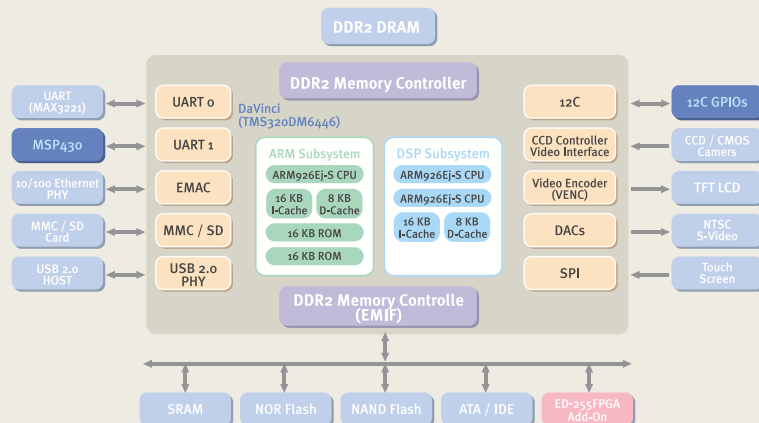 DDR2 DRAM
DDR2 Memory Controller
DaVinci
(TMS320DM6446)
UART
(MAX3221)
MSP430
10/100 Ethernet
PHY
MMC / SD
Card
USB 2.0
HOST
UART 0
UART 1
EMAC
MMC / SD
USB 2.0
PHY
ARM Subsystem
ARM926Ej-S CPU
16 KB
I-Cache
8 KB
D-Cache
16 KB ROM
16 KB ROM
DSP Subsystem
ARM926Ej-S CPU
ARM926Ej-S CPU
16 KB
I-Cache
8 KB
D-Cache
12C
CCD Controller
Video Interface
Video Encoder
(VENC)
DACs
SPI
12C GPIOs
CCD / CMOS
Camers
TFT LCD
NTSC
S-Video
Touch
Screen
DDR2 Memory Controlle
(EMIF)
SRAM
NOR Flash
NAND Flash
ATA / IDE
ED-255FPGA
Add-On